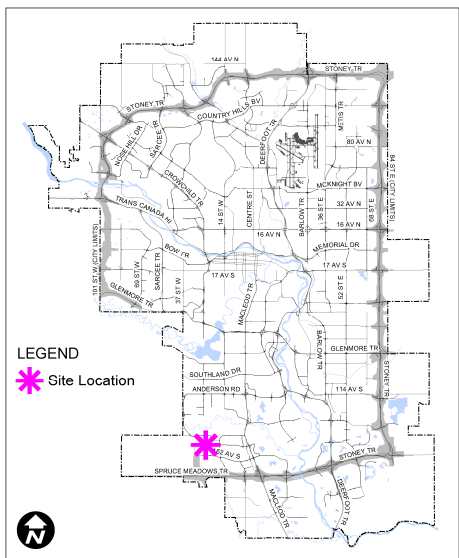 144 AV N
STONEY TR
STONEY TR
COUNTRY HILLS BV
METIS TR
DEERFOOT TR
SARCEE TR
NOSE HILL DR
80 AV N
84 ST E (CITY LIMITS)
CROWCHILD TR
MCKNIGHT BV
TRANS CANADA HI
14 ST W
CENTRE ST
BARLOW TR
36 ST E
32 AV N
68 ST E
16 AV N
16 AV N
101 ST W (CITY LIMITS)
BOW TR
MEMORIAL DR
69 ST W
SARCEE TR
37 ST W
17 AV S
17 AV S
52 ST E
GLENMORE TR
MACLEOD TR
BARLOW TR
GLENMORE TR
LEGEND
Site Location
SOUTHLAND DR
STONEY TR
ANDERSON RD
114 AV S
62 AV S
STONEY TR
SPRUCE MEADOWS TR
MACLEOD TR
DEERFOOT TR
N